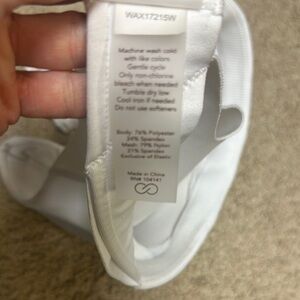 WAX17215W
Machine wash cold
with like colors
Gentle cycle
Only non-chlorine
bleach when needed
Tumble dry low
Cool iron if needed
Do not use softeners
Body: 76% Polyester
24% Spandex
Mesh: 79% Nylon
21% Spandex
Exclusive of Elastic
Made in China
RN# 104141